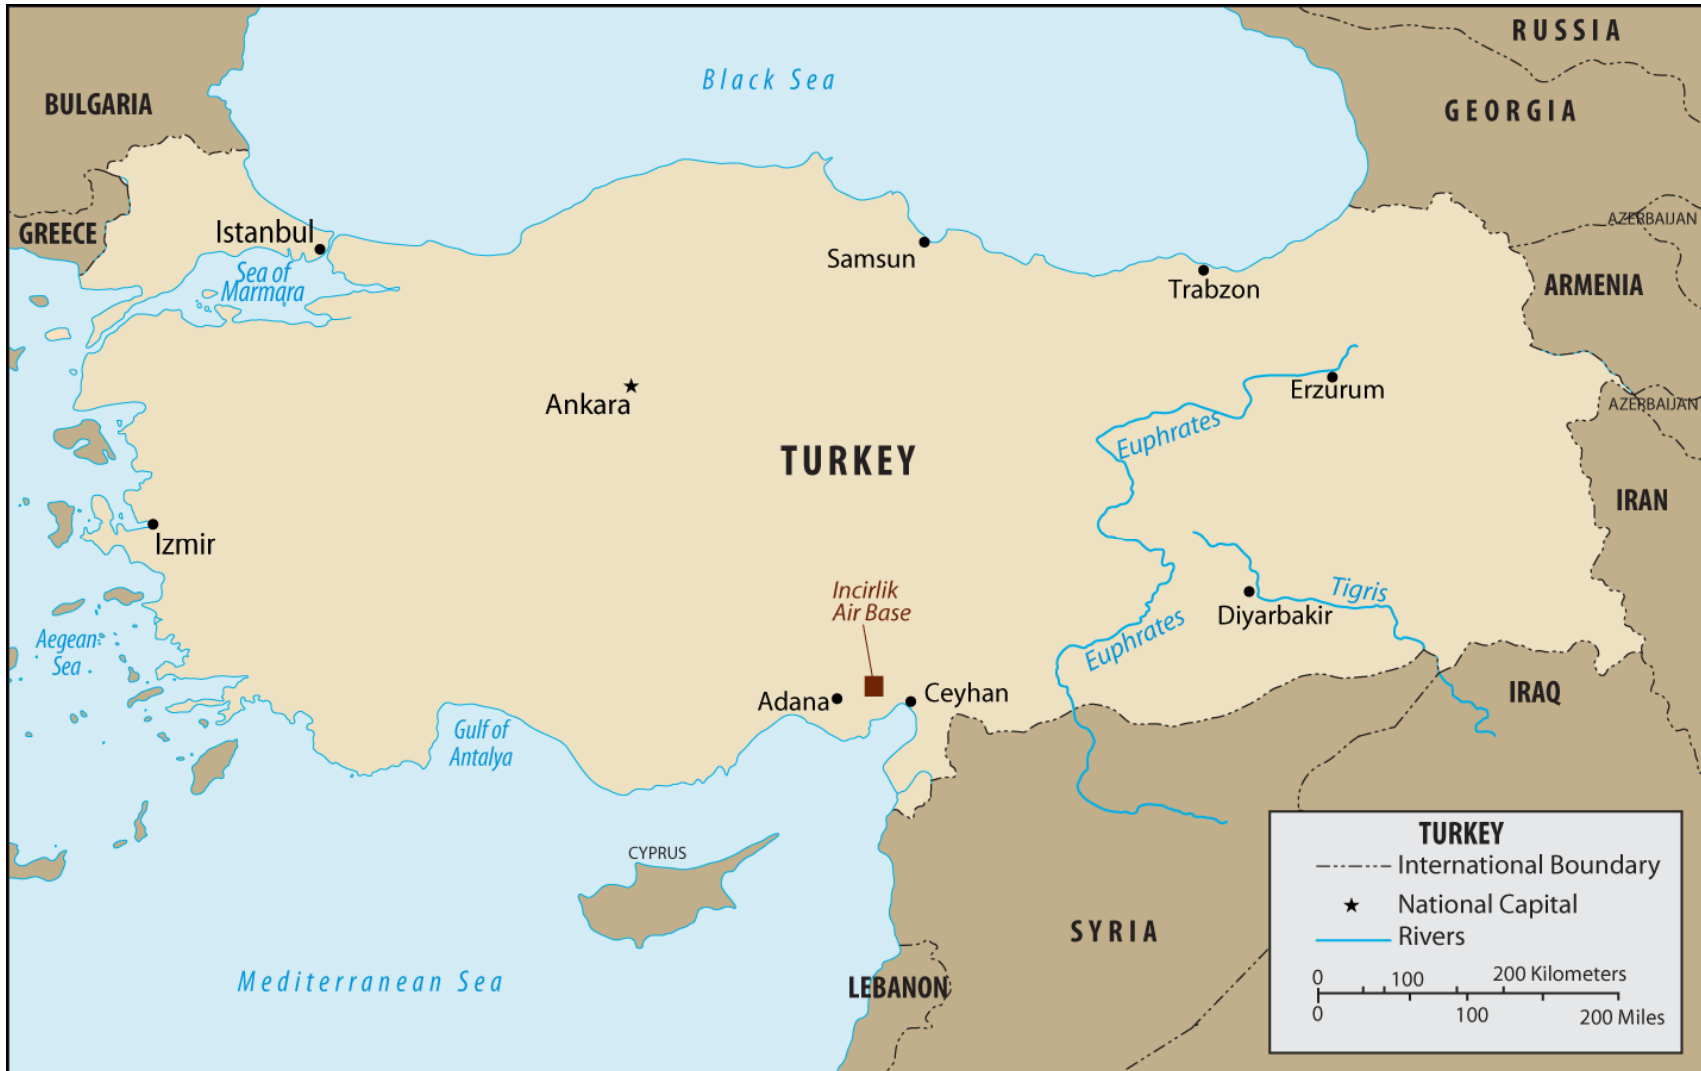 RUSSIA
Black Sea
BULGARIA
GEORGIA
AZERBAIJAN
GREECE
Istanbul
Samsun
Sea of
Marmara
Trabzon
ARMENIA
Ankara
Erzurum
AZERBAIJAN
Euphrates
TURKEY
IRAN
Izmir
Incirlik
Air Base
Tigris
Diyarbakir
Euphrates
Aegean
Sea
Adana
Ceyhan
IRAQ
Gulf of
Antalya
CYPRUS
SYRIA
Mediterranean Sea
LEBANON
TURKEY
International Boundary
National Capital
Rivers
0 100 200 Kilometers
0 100 200 Miles